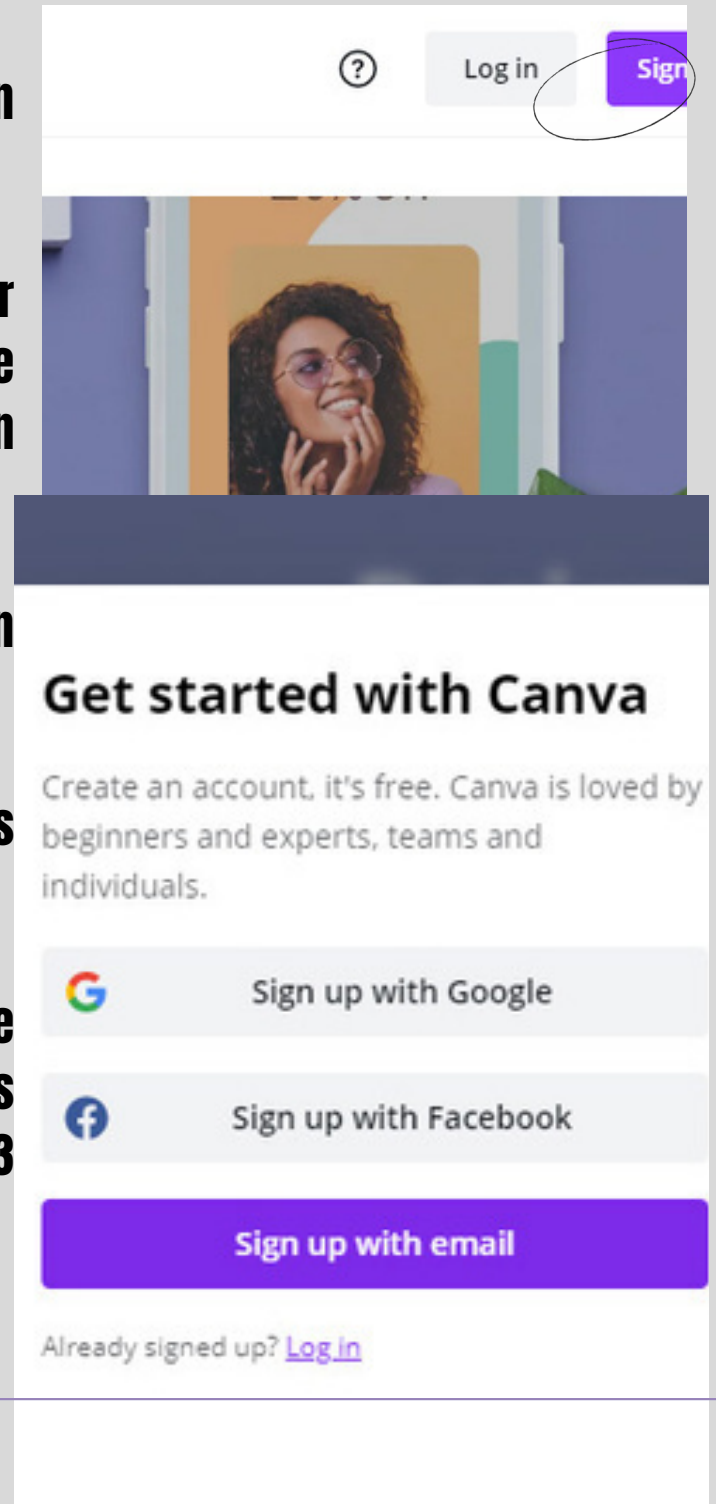 n
Log in
Sign
r
e
n
n
Get started with Canva
Create an account, it's free. Canva is loved by
beginners and experts, teams and
individuals.
s
Sign up with Google
e
Sign up with Facebook
s
3
Sign up with email
Already signed up? Log in